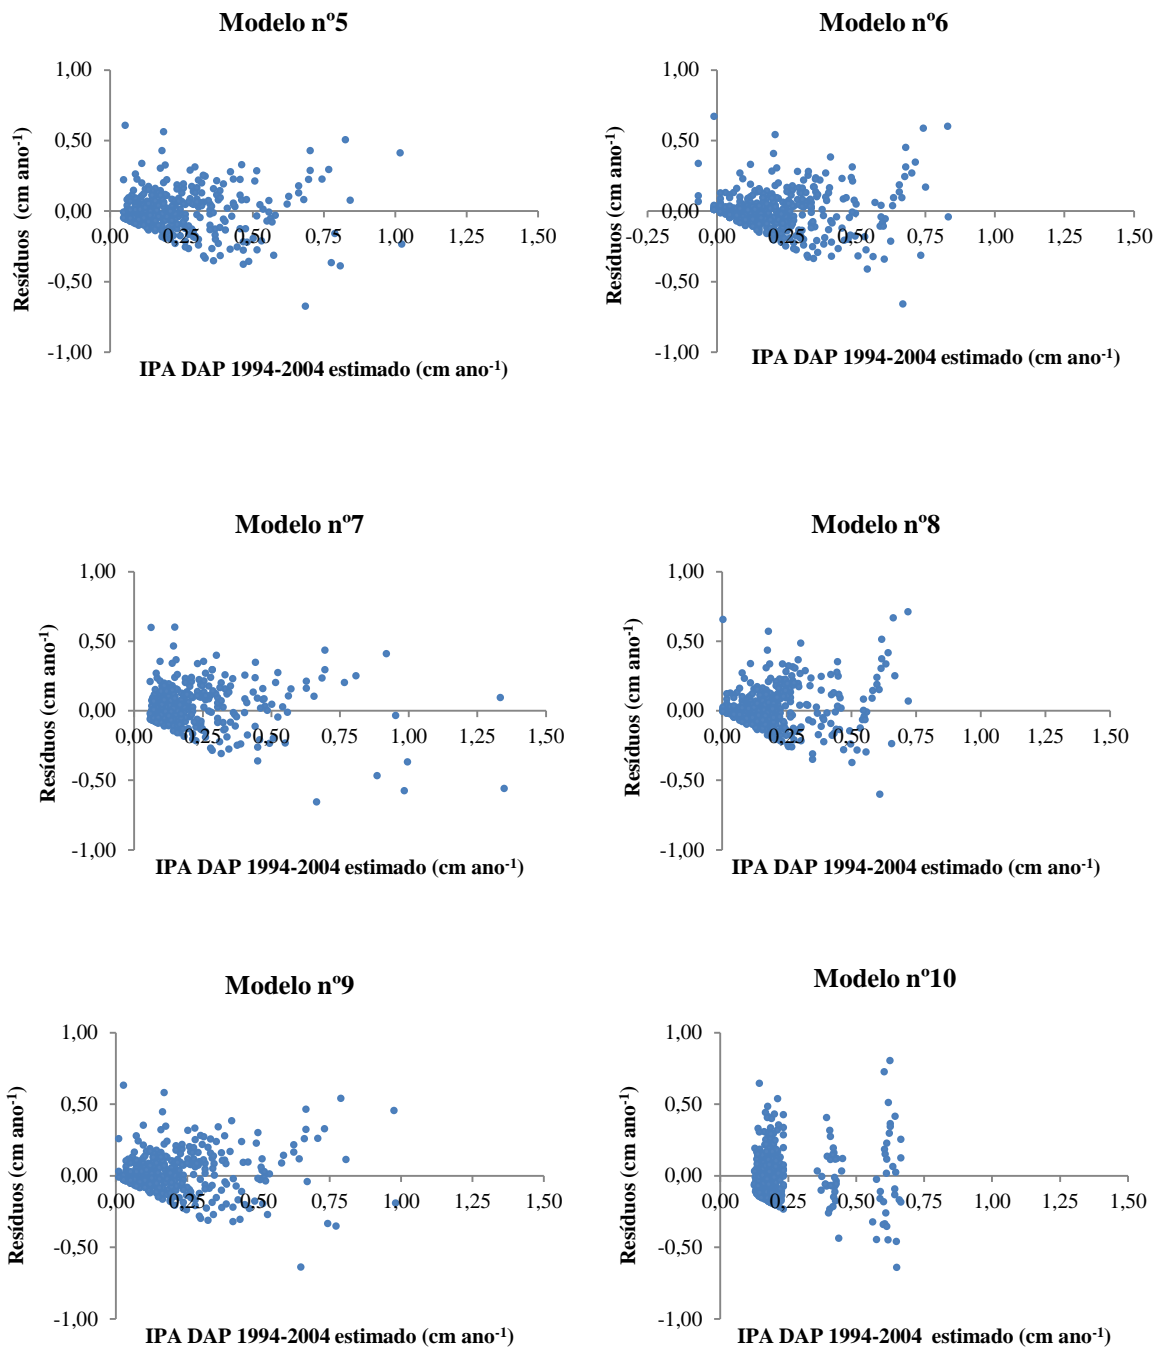 Modelo nº5
1,00
0,50
0,00
-0,50
-1,00
0,00 0,25 0,50 0,75 1,00 1,25 1,50
Resíduos (cm ano-1)
IPA DAP 1994-2004 estimado (cm ano-1)
Modelo nº6
1,00
0,50
0,00
-0,50
-1,00
-0,25 0,00 0,25 0,50 0,75 1,00 1,25 1,50
Resíduos (cm ano-1)
IPA DAP 1994-2004 estimado (cm ano-1)
Modelo nº7
1,00
0,50
0,00
-0,50
-1,00
0,00 0,25 0,50 0,75 1,00 1,25 1,50
Resíduos (cm ano-1)
IPA DAP 1994-2004 estimado (cm ano-1)
Modelo nº8
1,00
0,50
0,00
-0,50
-1,00
0,00 0,25 0,50 0,75 1,00 1,25 1,50
Resíduos (cm ano-1)
IPA DAP 1994-2004 estimado (cm ano-1)
Modelo nº9
1,00
0,50
0,00
-0,50
-1,00
0,00 0,25 0,50 0,75 1,00 1,25 1,50
Resíduos (cm ano-1)
IPA DAP 1994-2004 estimado (cm ano-1)
Modelo nº10
1,00
0,50
0,00
-0,50
-1,00
0,00 0,25 0,50 0,75 1,00 1,25 1,50
Resíduos (cm ano-1)
IPA DAP 1994-2004 estimado (cm ano-1)